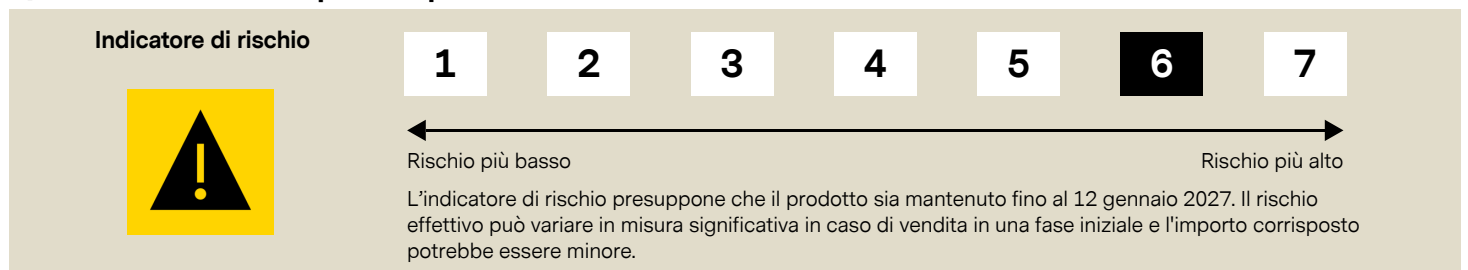 Indicatore di rischio
1 2 3 4 5 6 7
Rischio più basso Rischio più alto
L'indicatore di rischio presuppone che il prodotto sia mantenuto fino al 12 gennaio 2027. Il rischio
effettivo può variare in misura significativa in caso di vendita in una fase iniziale e l'importo corrisposto
potrebbe essere minore.